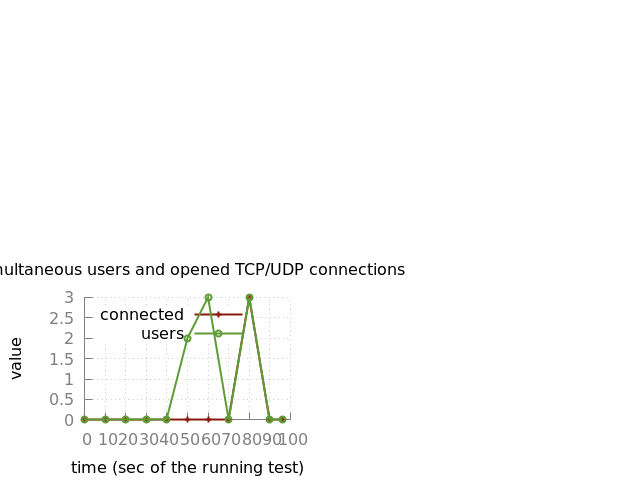 users and opened TCP/UDP connections
3
connected
2.5
users
2
value
1.5
1
0.5
0
0 10 20 30 40 50 60 70 80 90 100
time (sec of the running test)